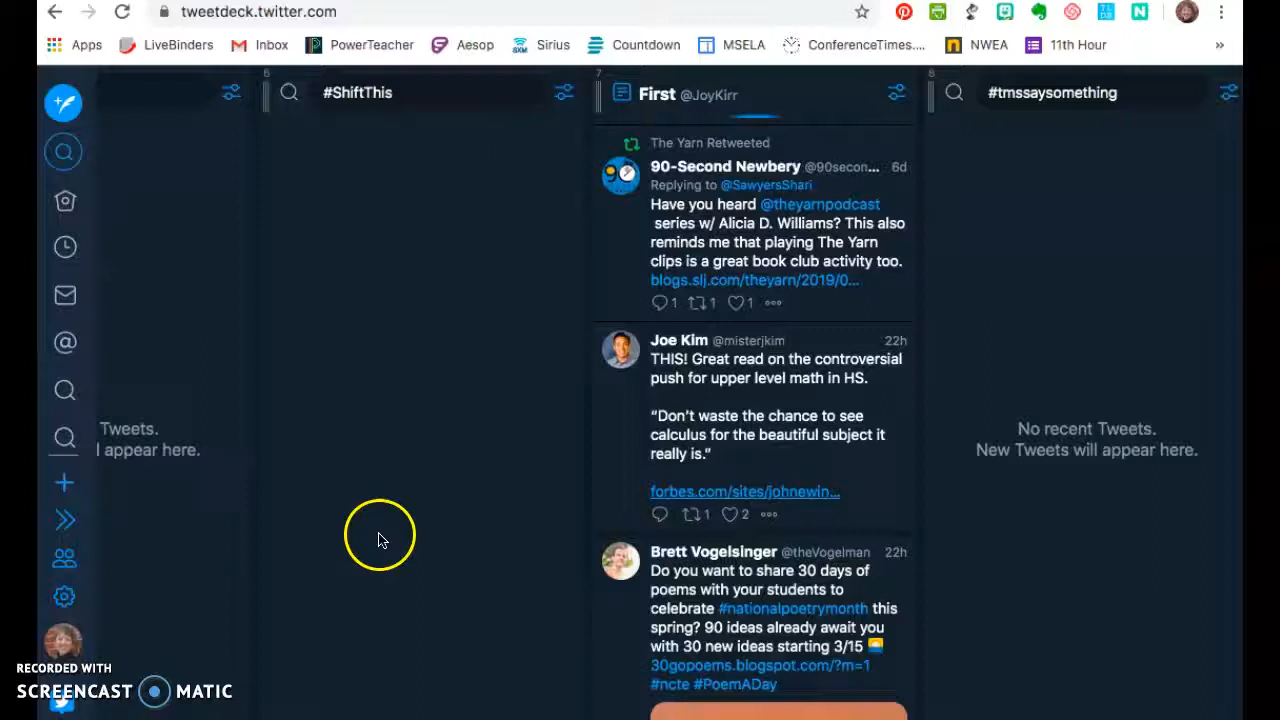 tweetdeck.twitter.com
Apps LiveBinders Inbox PowerTeacher Aesop Sirius Countdown MSELA ConferenceTimes.... NWEA 11th Hour »
6
#ShiftThis
7
First @JoyKirr
8
#tmssaysomething
Tweets.
l appear here.
The Yarn Retweeted
90-Second Newbery @90secon... 6d
Replying to @SawyersShari
Have you heard @theyarnpodcast
series w/ Alicia D. Williams? This also
reminds me that playing The Yarn
clips is a great book club activity too.
blogs.slj.com/theyarn/2019/0...
1 1 1
Joe Kim @misterjkim 22h
THIS! Great read on the controversial
push for upper level math in HS.
“Don’t waste the chance to see
calculus for the beautiful subject it
really is.”
forbes.com/sites/johnewin...
1 2
Brett Vogelsinger @theVogelman 22h
Do you want to share 30 days of
poems with your students to
celebrate #nationalpoetrymonth this
spring? 90 ideas already await you
with 30 new ideas starting 3/15
30gopoems.blogspot.com/?m=1
#ncte #PoemADay
No recent Tweets.
New Tweets will appear here.
RECORDED WITH
SCREENCAST MATIC